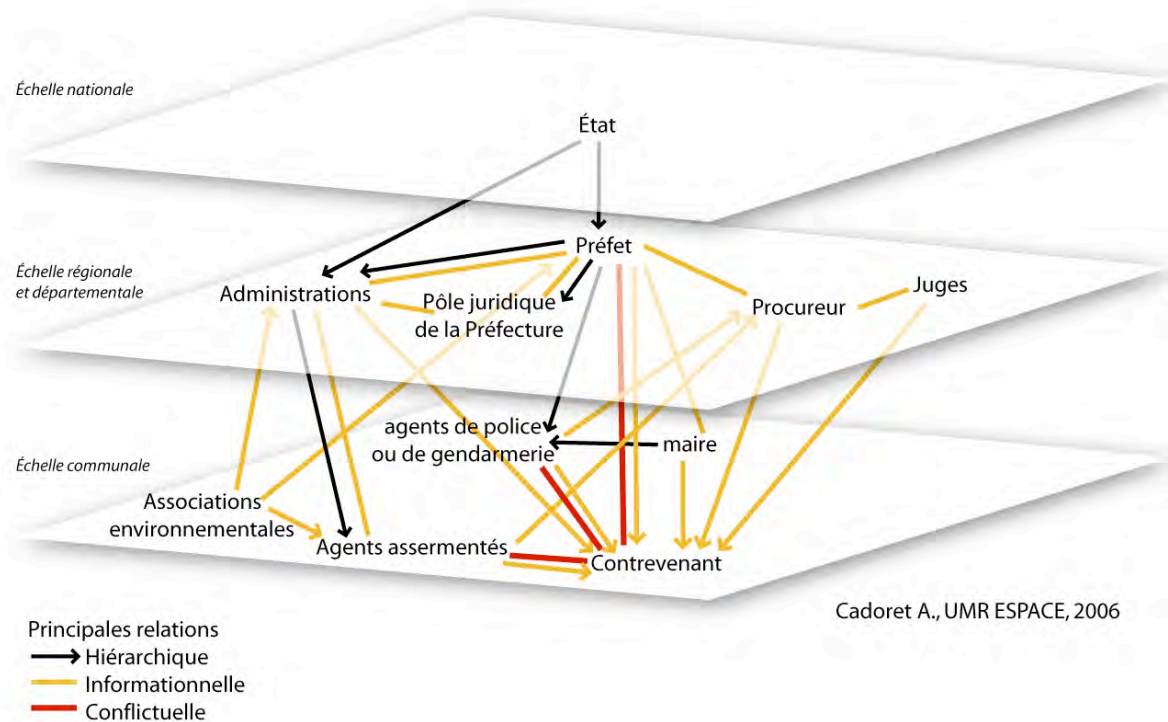 Échelle nationale
État
Échelle régionale
et départementale
Préfet
Administrations
Pôle juridique
de la Préfecture
Procureur
Juges
Échelle communale
agents de police
ou de gendarmerie
maire
Associations
environnementales
Agents assermentés
Contrevenant
Cadoret A., UMR ESPACE, 2006
Principales relations
Hiérarchique
Informationnelle
Conflictuelle